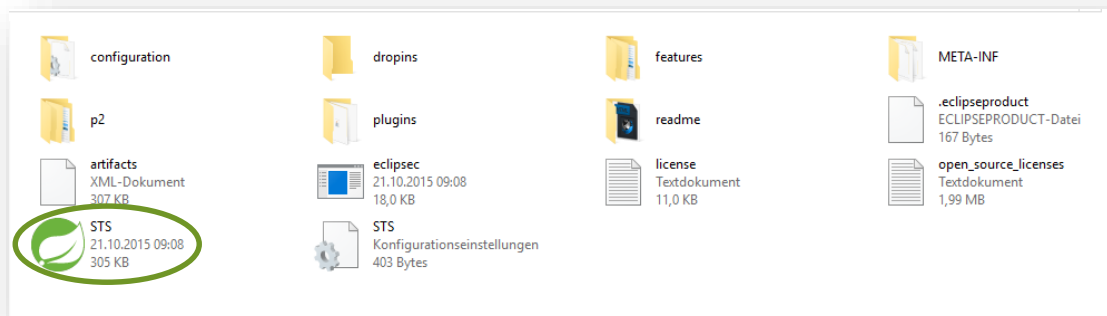 configuration
dropins
features
META-INF
p2
plugins
readme
.eclipseproduct
ECLIPSEPRODUCT-Datei
167 Bytes
artifacts
XML-Dokument
307 KB
eclipsec
21.10.2015 09:08
18,0 KB
license
Textdokument
11,0 KB
open_source_licenses
Textdokument
1,99 MB
STS
21.10.2015 09:08
305 KB
STS
Konfigurationseinstellungen
403 Bytes